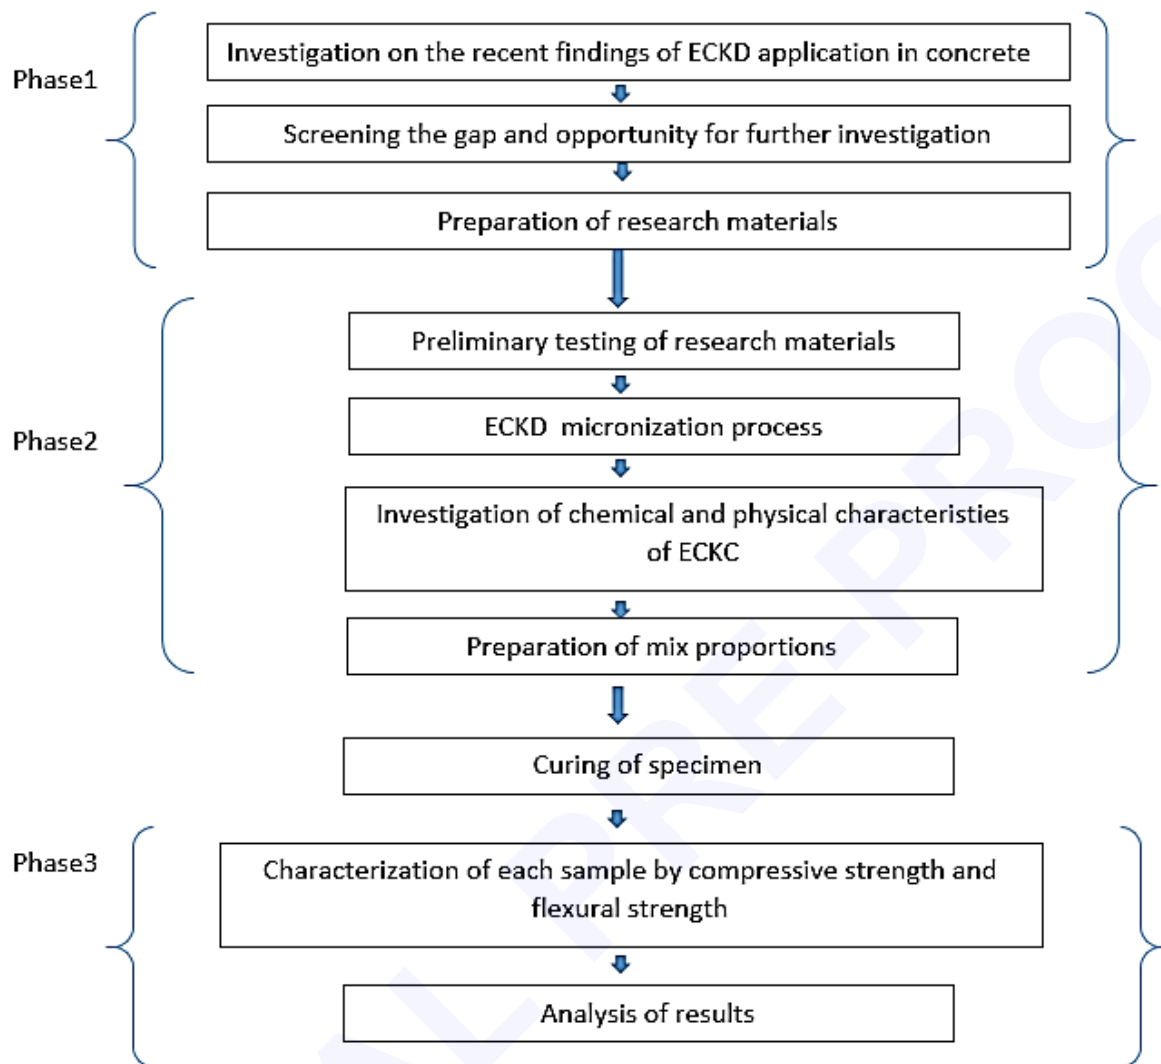 Phase1
Investigation on the recent findings of ECKD application in concrete
Screening the gap and opportunity for further investigation
Preparation of research materials
Phase2
Preliminary testing of research materials
ECKD micronization process
Investigation of chemical and physical characteristies
of ECKC
Preparation of mix proportions
Curing of specimen
Phase3
Characterization of each sample by compressive strength and
flexural strength
Analysis of results
AL PRE-PROO